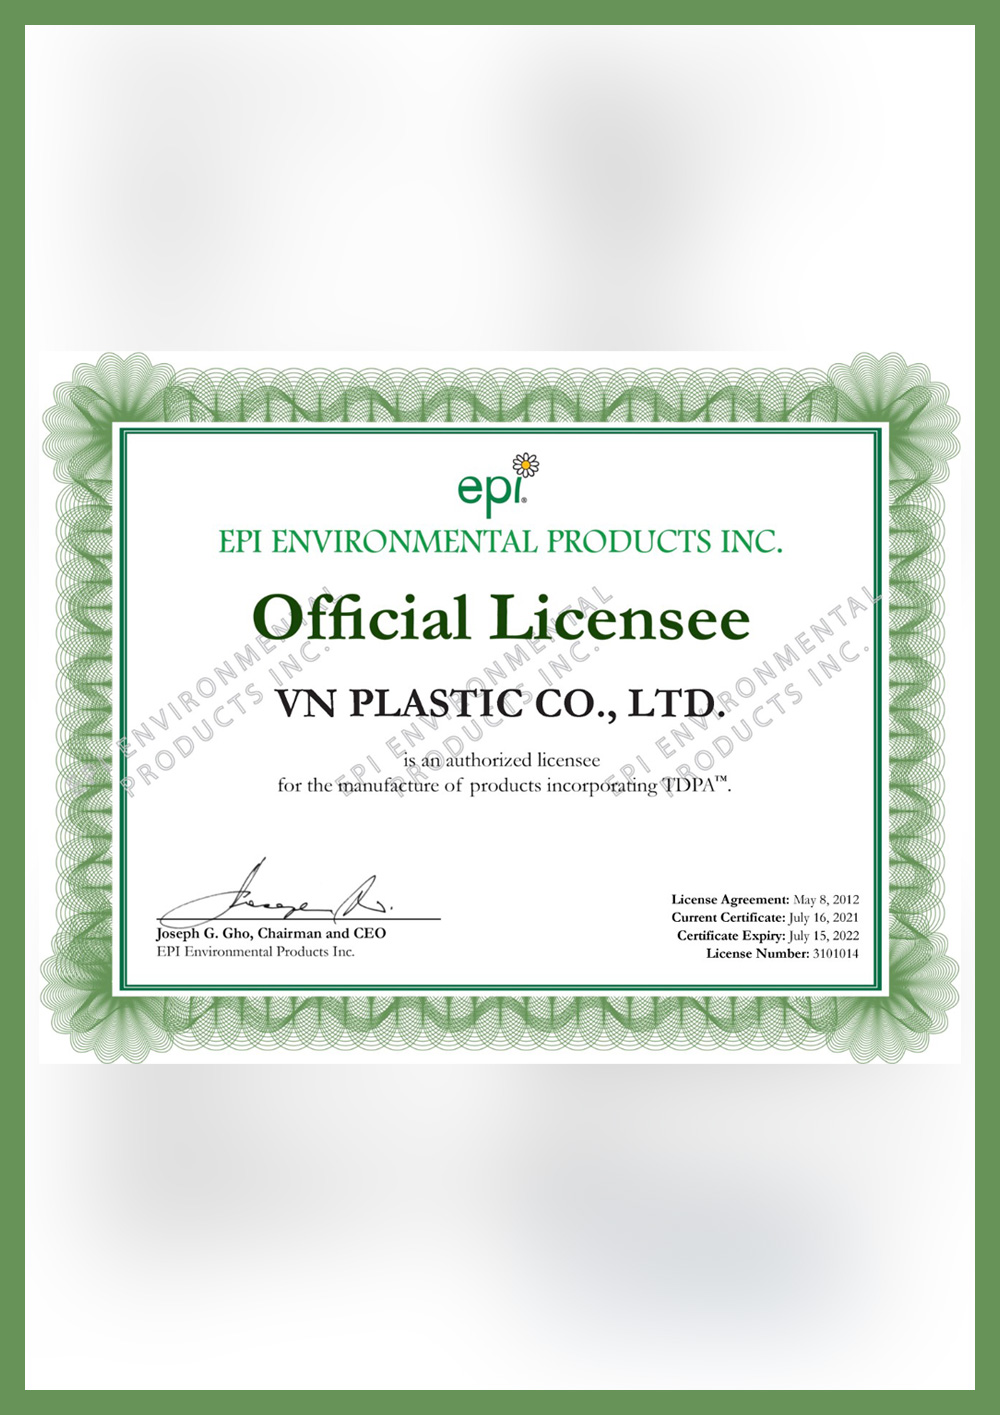 epi®
EPI ENVIRONMENTAL PRODUCTS INC.
Official Licensee
VN PLASTIC CO., LTD.
is an authorized licensee
for the manufacture of products incorporating TDPA™.
Joseph G. Gho, Chairman and CEO
EPI Environmental Products Inc.
License Agreement: May 8, 2012
Current Certificate: July 16, 2021
Certificate Expiry: July 15, 2022
License Number: 3101014
EPI ENVIRONMENTAL
PRODUCTS INC.
EPI ENVIRONMENTAL
PRODUCTS INC.
EPI ENVIRONMENTAL
PRODUCTS INC.